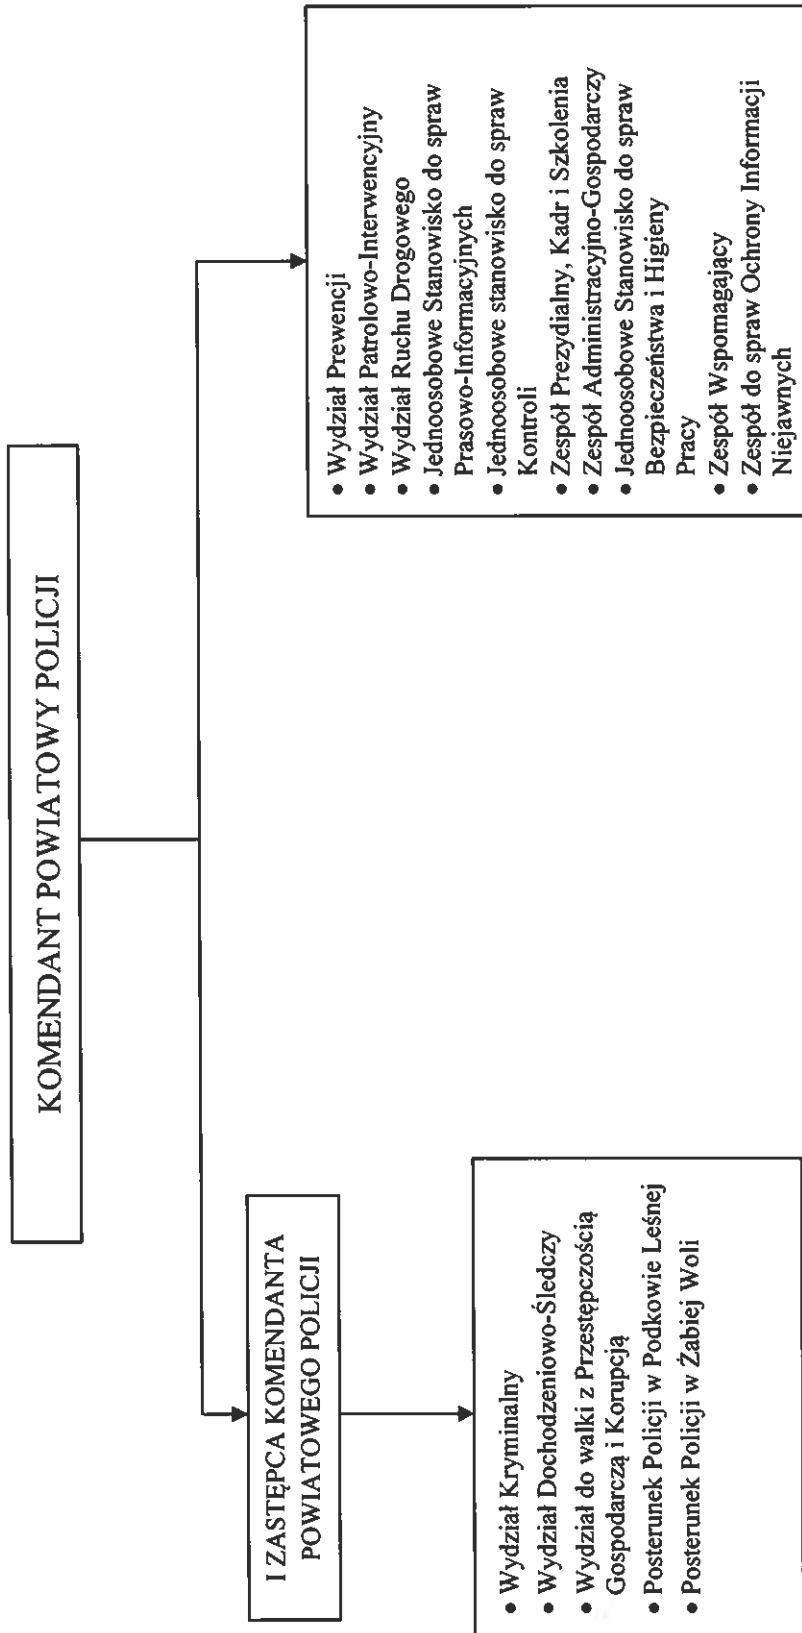 KOMENDANT POWIATOWY POLICJI
I ZASTĘPCA KOMENDANTA
POWIATOWEGO POLICJI
• Wydział Kryminalny
• Wydział Dochodzeniowo-Śledczy
• Wydział do walki z Przestępczością
Gospodarczą i Korupcją
• Posterunek Policji w Podkowie Leśnej
• Posterunek Policji w Żabiej Woli
• Wydział Prewencji
• Wydział Patrolowo-Interwencyjny
• Wydział Ruchu Drogowego
• Jednoosobowe Stanowisko do spraw
Prasowo-Informacyjnych
• Jednoosobowe stanowisko do spraw
Kontroli
• Zespół Prezydialny, Kadr i Szkolenia
• Zespół Administracyjno-Gospodarczy
• Jednoosobowe Stanowisko do spraw
Bezpieczeństwa i Higieny
Pracy
• Zespół Wspomagający
• Zespół do spraw Ochrony Informacji
Niejawnych